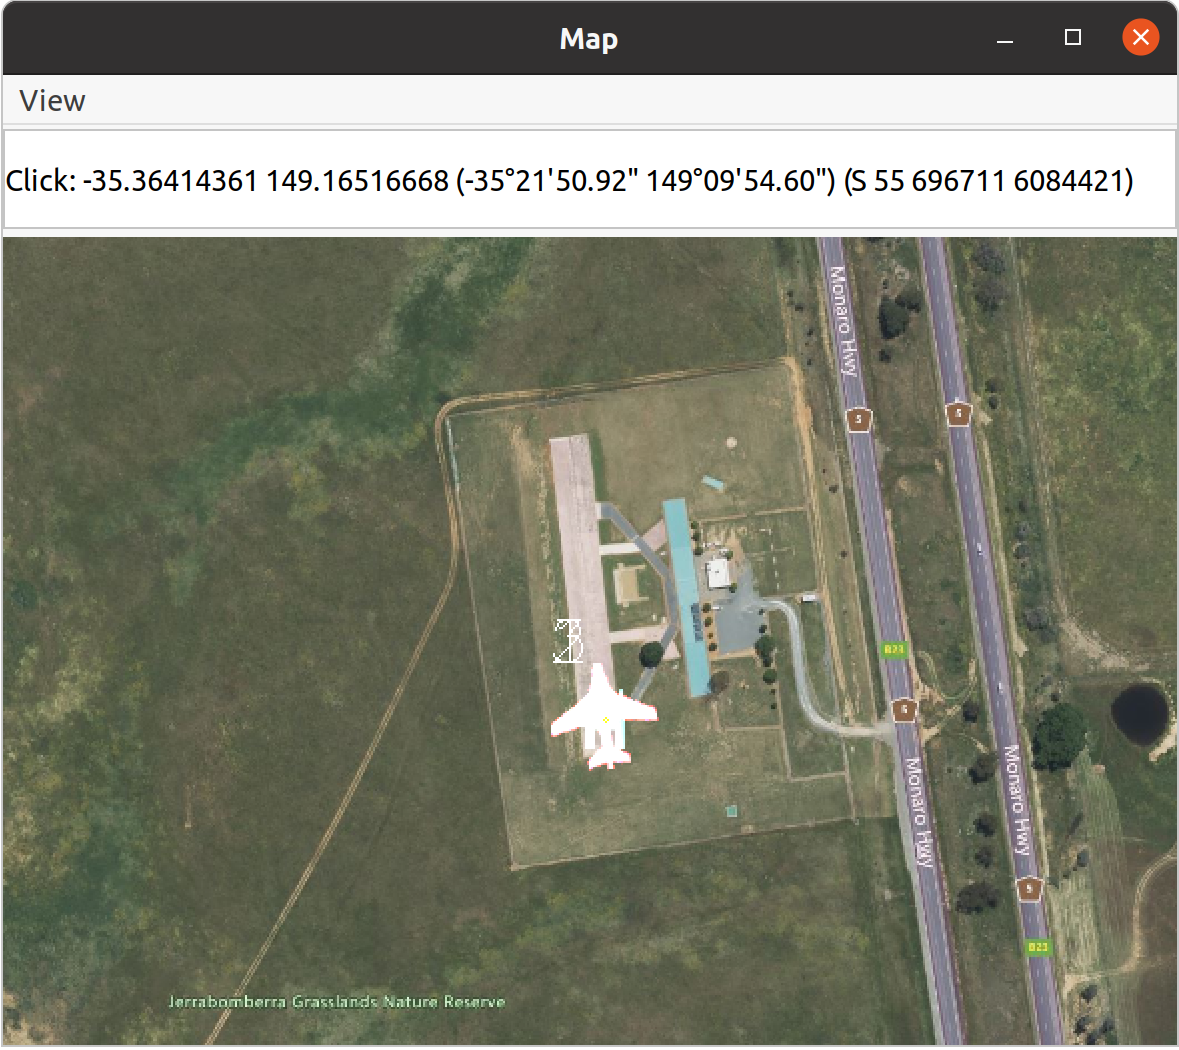 Map
View
Click: -35.36414361 149.16516668 (-35°21'50.92" 149°09'54.60") (S 55 696711 6084421)
Monaro Hwy
5
5
B23
5
Monaro Hwy
Monaro Hwy
5
B23
Jerrabomberra Grasslands Nature Reserve